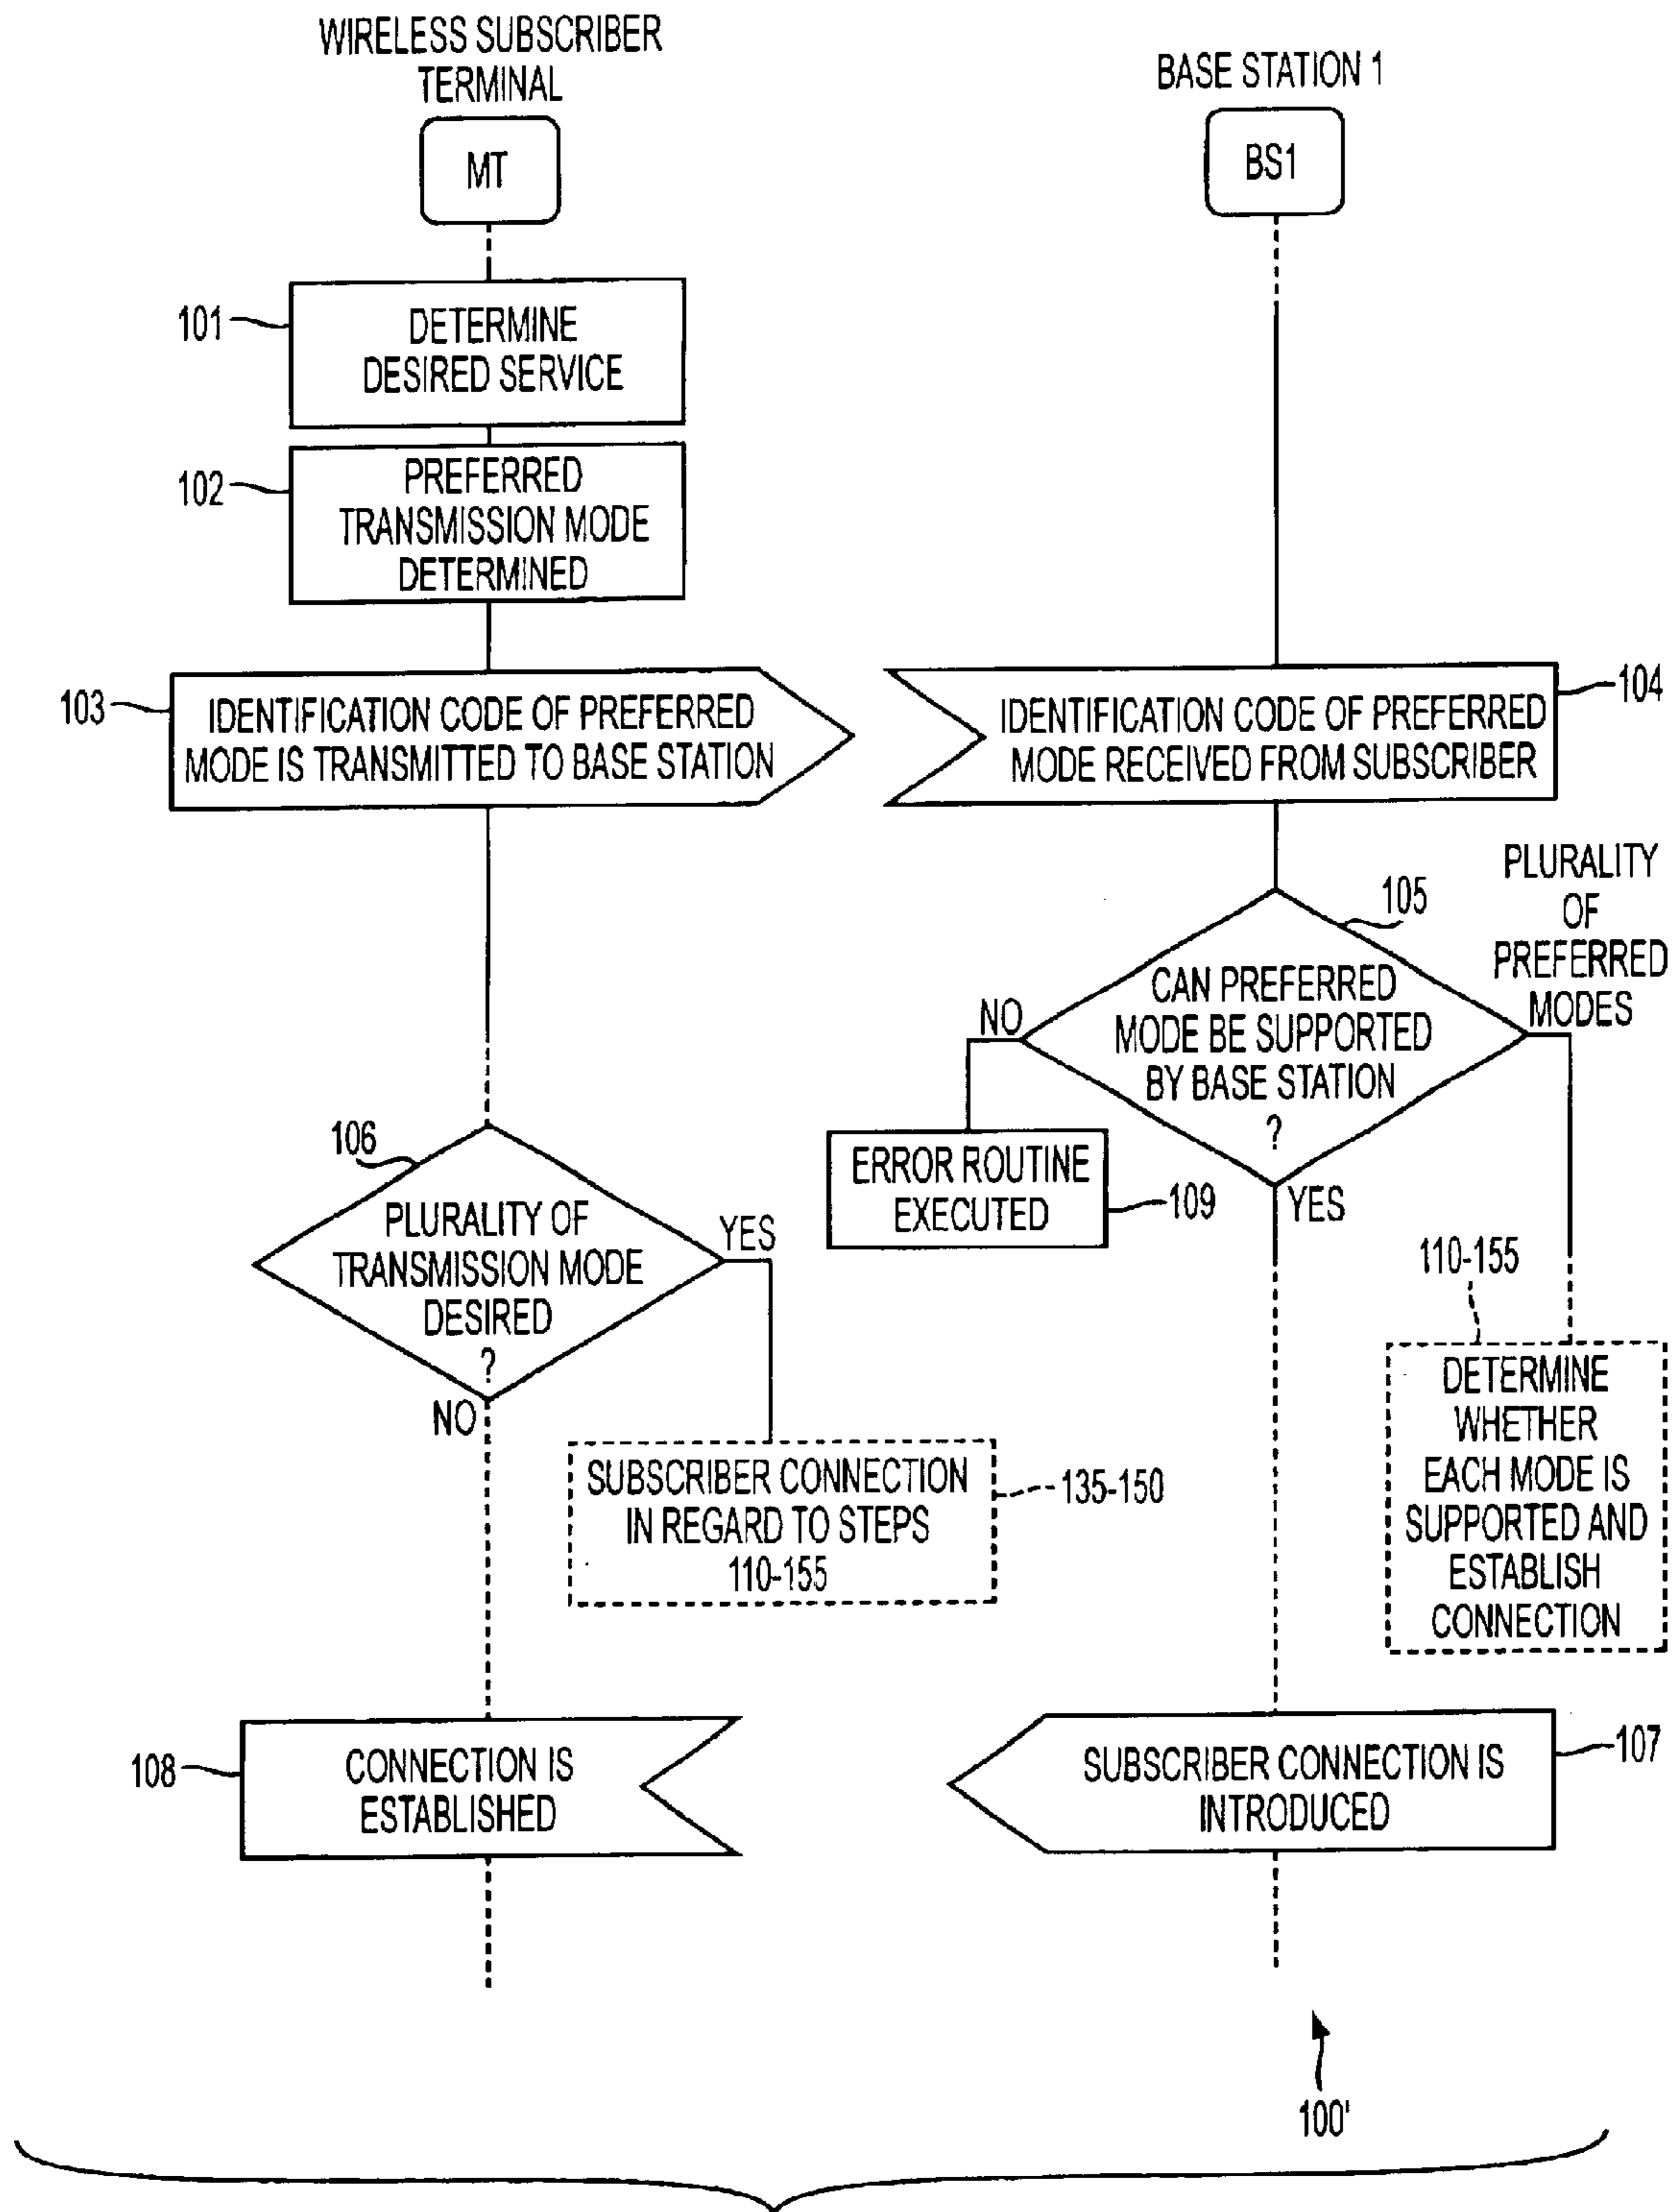 WIRELESS SUBSCRIBER
TERMINAL
MT
BASE STATION 1
BS1
101
DETERMINE
DESIRED SERVICE
102
PREFERRED
TRANSMISSION MODE
DETERMINED
103
IDENTIFICATION CODE OF PREFERRED
MODE IS TRANSMITTED TO BASE STATION
IDENTIFICATION CODE OF PREFERRED
MODE RECEIVED FROM SUBSCRIBER
104
105
CAN PREFERRED
MODE BE SUPPORTED
BY BASE STATION
?
NO
YES
PLURALITY
OF
PREFERRED
MODES
ERROR ROUTINE
EXECUTED
109
106
PLURALITY OF
TRANSMISSION MODE
DESIRED
?
YES
NO
SUBSCRIBER CONNECTION
IN REGARD TO STEPS
110-155
135-150
110-155
DETERMINE
WHETHER
EACH MODE IS
SUPPORTED AND
ESTABLISH
CONNECTION
108
CONNECTION IS
ESTABLISHED
SUBSCRIBER CONNECTION IS
INTRODUCED
107
100'